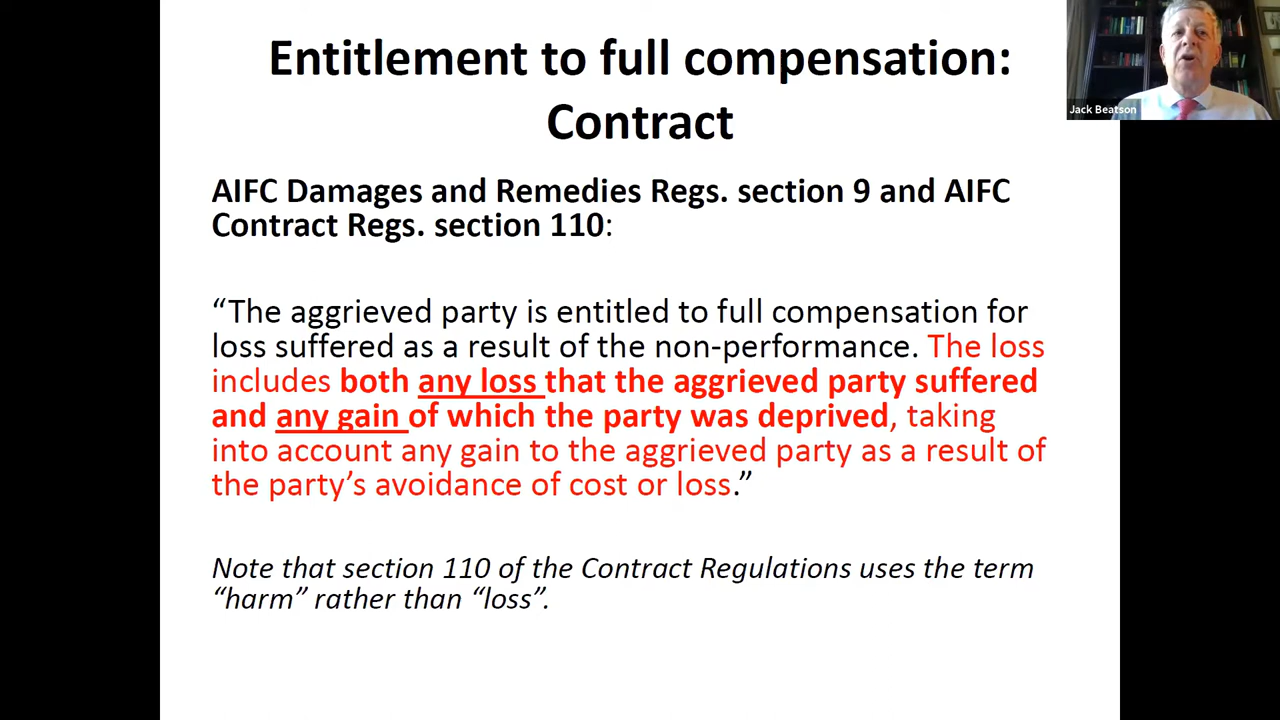 Entitlement to full compensation:
Contract
Jack Beatson
AIFC Damages and Remedies Regs. section 9 and AIFC
Contract Regs. section 110:
“The aggrieved party is entitled to full compensation for
loss suffered as a result of the non-performance. The loss
includes both any loss that the aggrieved party suffered
and any gain of which the party was deprived, taking
into account any gain to the aggrieved party as a result of
the party’s avoidance of cost or loss.”
Note that section 110 of the Contract Regulations uses the term
“harm” rather than “loss”.